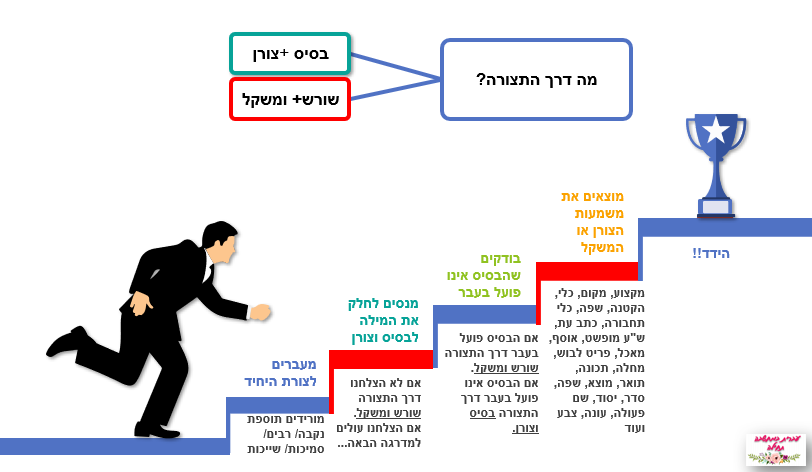 מה דרך התצורה?
בסיס +צורן
שורש+ ומשקל
מעברים
לצורת היחיד
מורידים תוספת
נקבה/ רבים/
סמיכות/ שייכות
מנסים לחלק
את המילה
לבסיס וצורן
אם לא הצלחנו
דרך התצורה
שורש ומשקל.
אם הצלחנו עולים
למדרגה הבאה...
בודקים
שהבסיס אינו
פועל בעבר
אם הבסיס פועל
בעבר דרך התצורה
שורש ומשקל.
אם הבסיס אינו
פועל בעבר דרך
התצורה בסיס
וצורן.
מוצאים את
משמעות
הצורן או
המשקל
מקצוע, מקום, כלי,
הקטנה, שפה, כלי
תחבורה, כתב עת,
ש"ע מופשט, אוסף,
מאכל, פריט לבוש,
מחלה, תכונה,
תואר, מוצא, שפה,
סדר, יסוד, שם
פעולה, עונה, צבע
ועוד
הידד!!